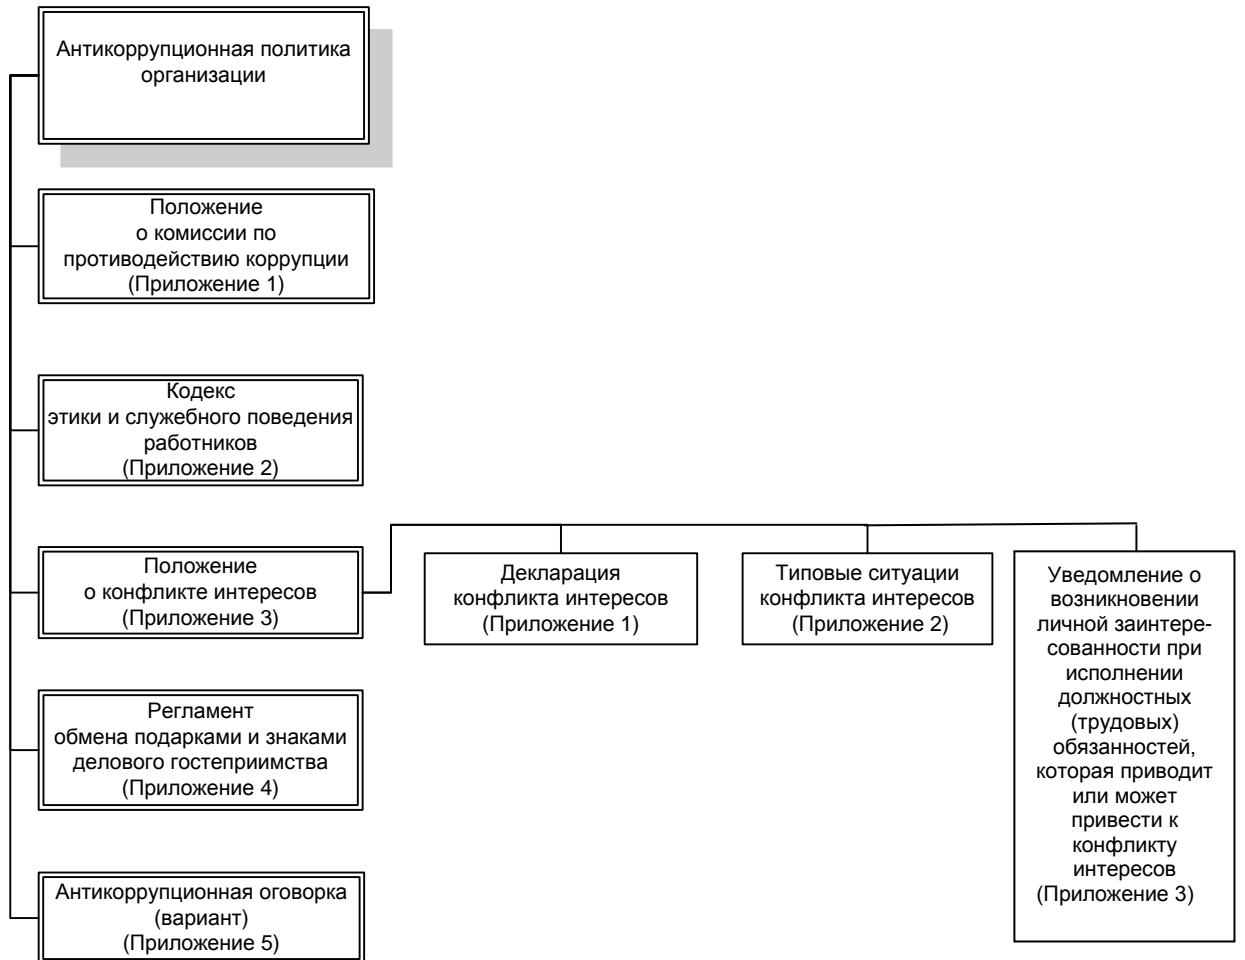 Антикоррупционная политика
организации
Положение
о комиссии по
противодействию коррупции
(Приложение 1)
Кодекс
этики и служебного поведения
работников
(Приложение 2)
Положение
о конфликте интересов
(Приложение 3)
Декларация
конфликта интересов
(Приложение 1)
Типовые ситуации
конфликта интересов
(Приложение 2)
Уведомление о
возникновении
личной заинтере-
сованности при
исполнении
должностных
(трудовых)
обязанностей,
которая приводит
или может
привести к
конфликту
интересов
(Приложение 3)
Регламент
обмена подарками и знаками
делового гостеприимства
(Приложение 4)
Антикоррупционная оговорка
(вариант)
(Приложение 5)